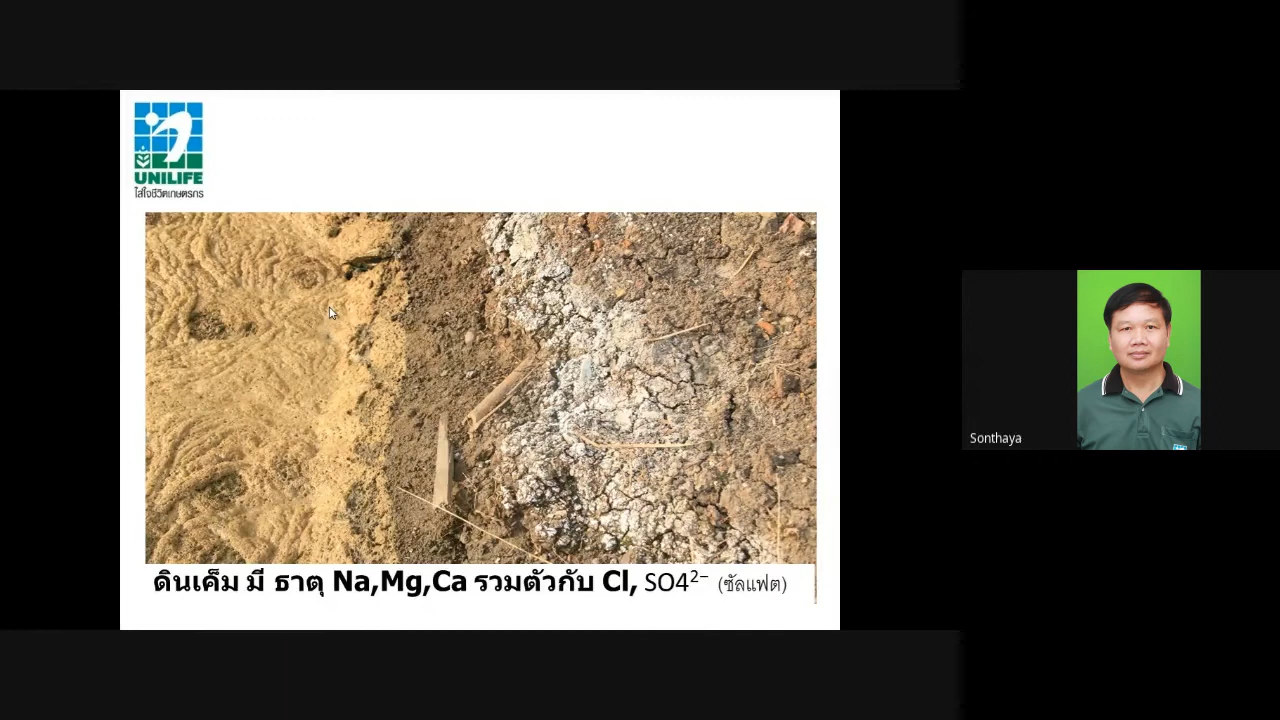 UNILIFE
ใส่ใจชีวิตเกษตรกร
ดินเค็ม มี ธาตุ Na,Mg,Ca รวมตัวกับ Cl, SO4²⁻ (ซัลแฟต)
Sonthaya